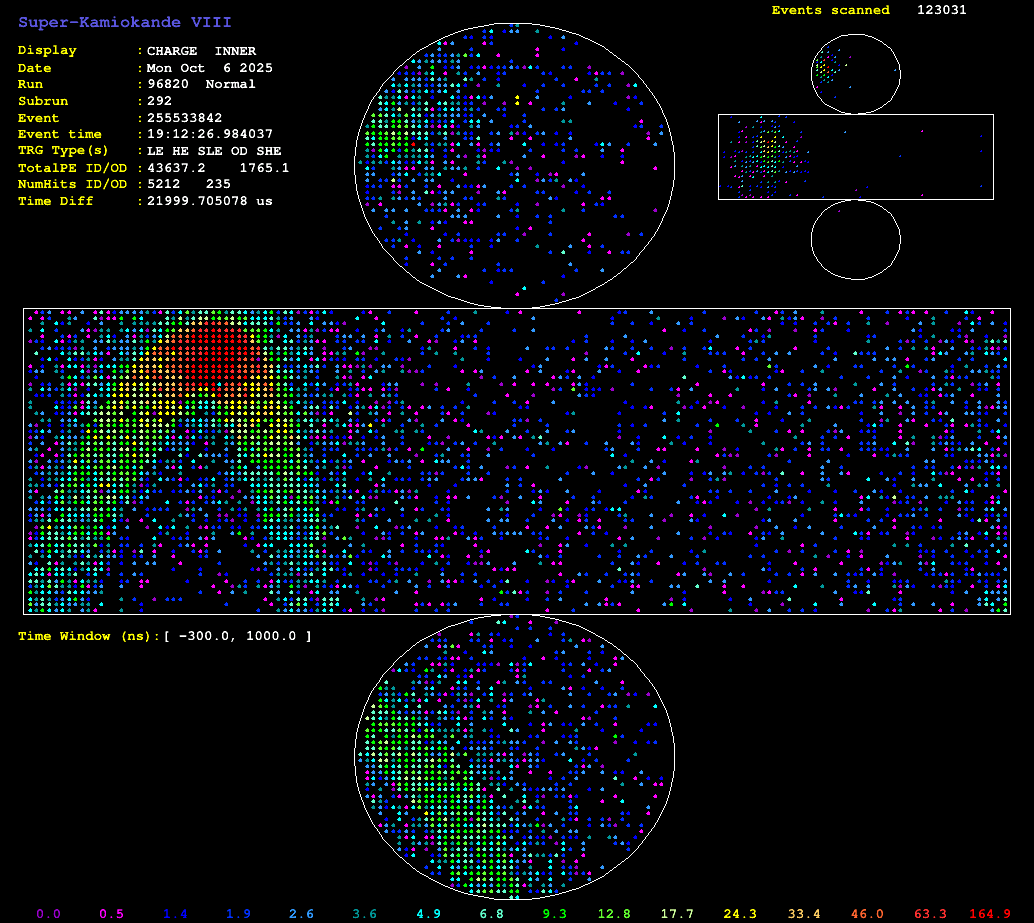 Super-Kamiokande VIII
Events scanned 123031
Display : CHARGE INNER
Date : Mon Oct 6 2025
Run : 96820 Normal
Subrun : 292
Event : 255533842
Event time : 19:12:26.984037
TRG Type(s) : LE HE SLE OD SHE
TotalPE ID/OD : 43637.2 1765.1
NumHits ID/OD : 5212 235
Time Diff : 21999.705078 us
Time Window (ns):[ -300.0, 1000.0 ]
0.0 0.5 1.4 1.9 2.6 3.6 4.9 6.8 9.3 12.8 17.7 24.3 33.4 46.0 63.3 164.9